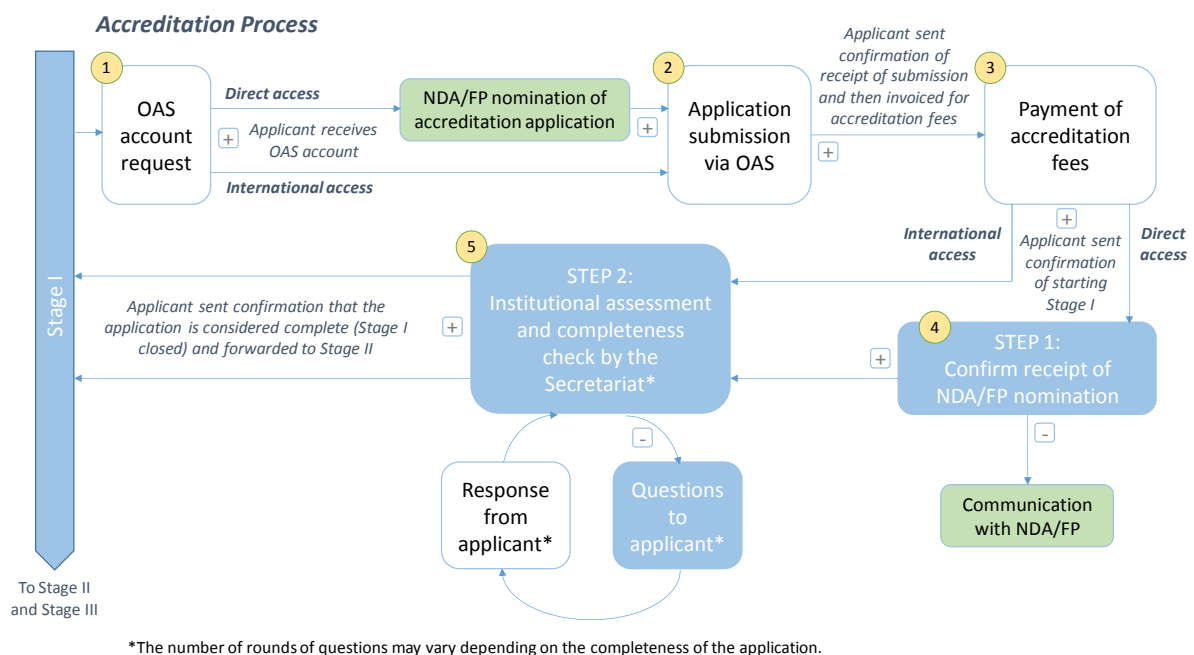 Accreditation Process
Stage I
To Stage II
and Stage III
1
OAS
account
request
Direct access
+
Applicant receives
OAS account
International access
NDA/FP nomination of
accreditation application
+
2
Application
submission
via OAS
Applicant sent
confirmation of
receipt of submission
and then invoiced for
accreditation fees
+
3
Payment of
accreditation
fees
International
access
+
Applicant sent
confirmation
of starting
Stage I
Direct
access
4
STEP 1:
Confirm receipt of
NDA/FP nomination
+
-
Communication
with NDA/FP
5
STEP 2:
Institutional assessment
and completeness
check by the
Secretariat*
Applicant sent confirmation that the
application is considered complete (Stage I
closed) and forwarded to Stage II
+
-
Questions
to
applicant*
Response
from
applicant*
*The number of rounds of questions may vary depending on the completeness of the application.